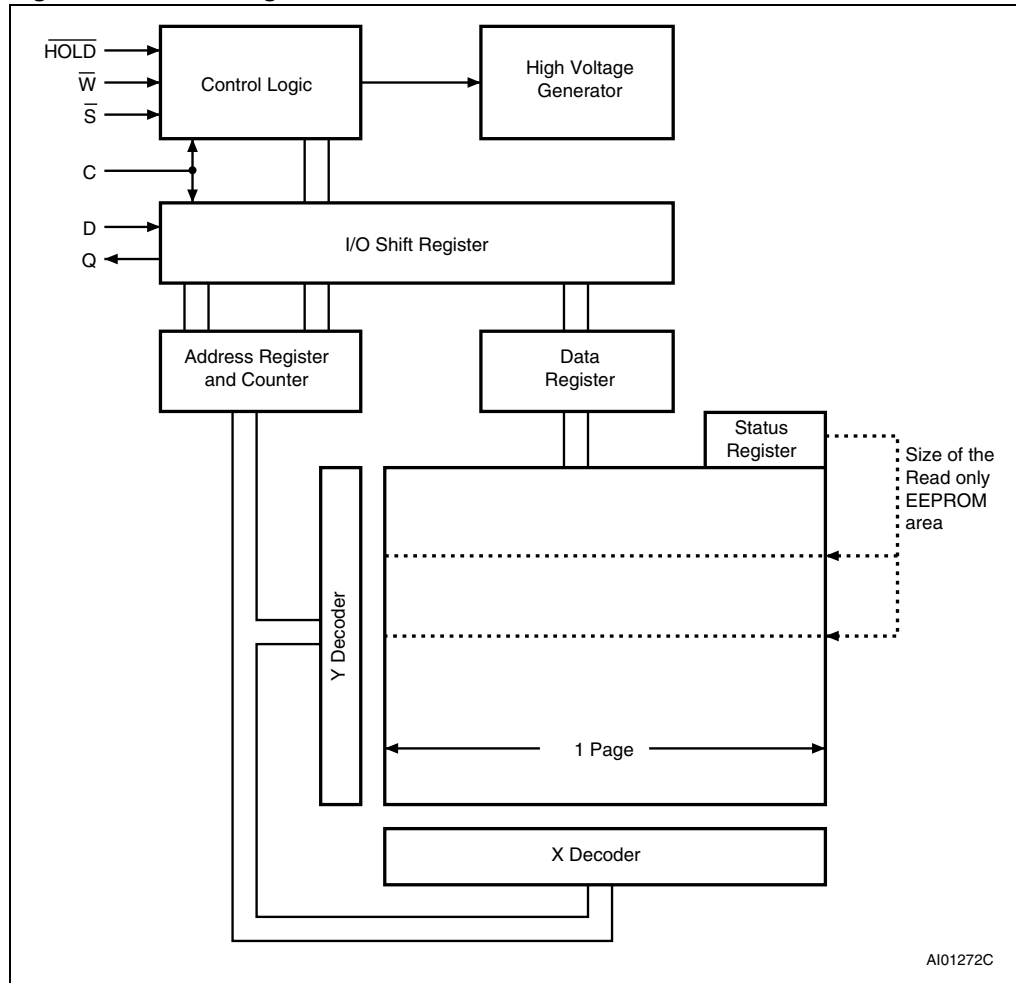 H̅O̅L̅D̅
W̅
S̅
C
D
Q
Control Logic
High Voltage
Generator
I/O Shift Register
Address Register
and Counter
Data
Register
Status
Register
Size of the
Read only
EEPROM
area
Y Decoder
1 Page
X Decoder
AI01272C